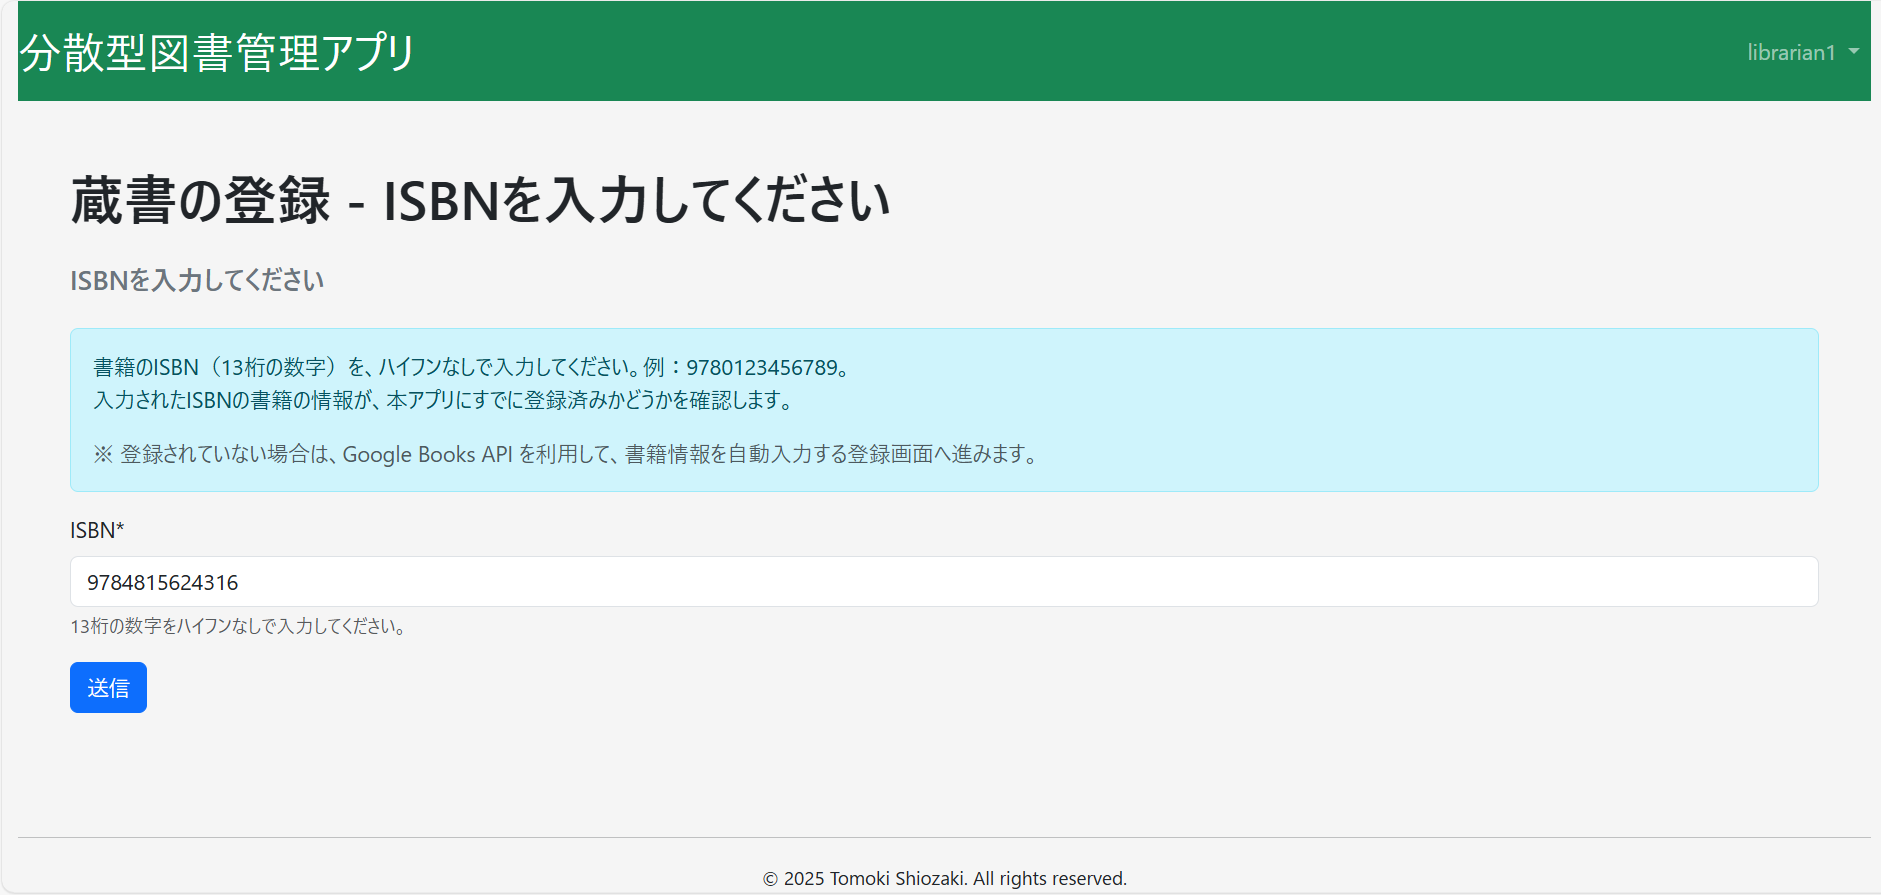 分散型図書管理アプリ
librarian1
蔵書の登録 - ISBNを入力してください
ISBNを入力してください
書籍のISBN（13桁の数字）を、ハイフンなしで入力してください。例：9780123456789。
入力されたISBNの書籍の情報が、本アプリにすでに登録済みかどうかを確認します。
※ 登録されていない場合は、Google Books API を利用して、書籍情報を自動入力する登録画面へ進みます。
ISBN*
9784815624316
13桁の数字をハイフンなしで入力してください。
送信
© 2025 Tomoki Shiozaki. All rights reserved.